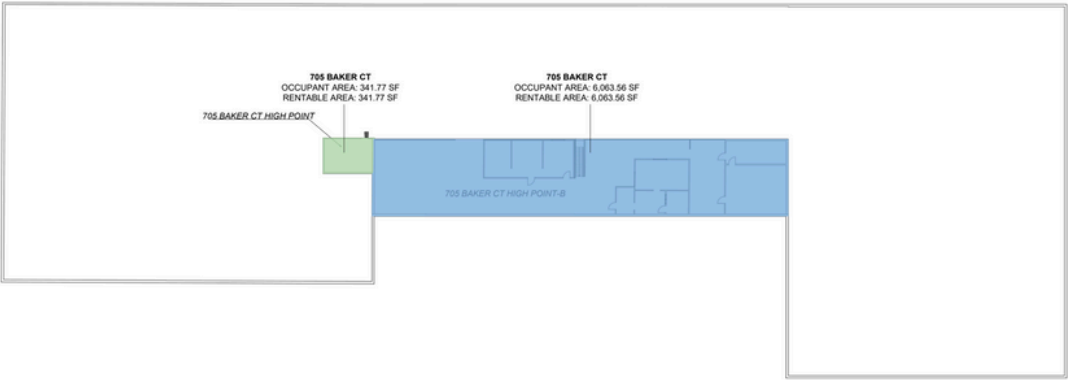 705 BAKER CT
OCCUPANT AREA: 341.77 SF
RENTABLE AREA: 341.77 SF
705 BAKER CT HIGH POINT
705 BAKER CT
OCCUPANT AREA: 6,063.56 SF
RENTABLE AREA: 6,063.56 SF
705 BAKER CT HIGH POINT-B